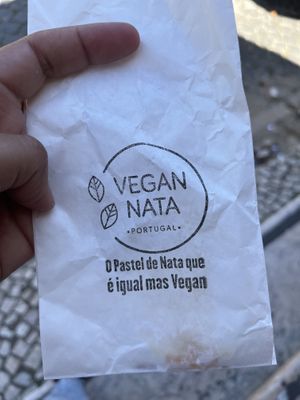 VEGAN
NATA
•PORTUGAL•
O Pastel de Nata que
é igual mas Vegan